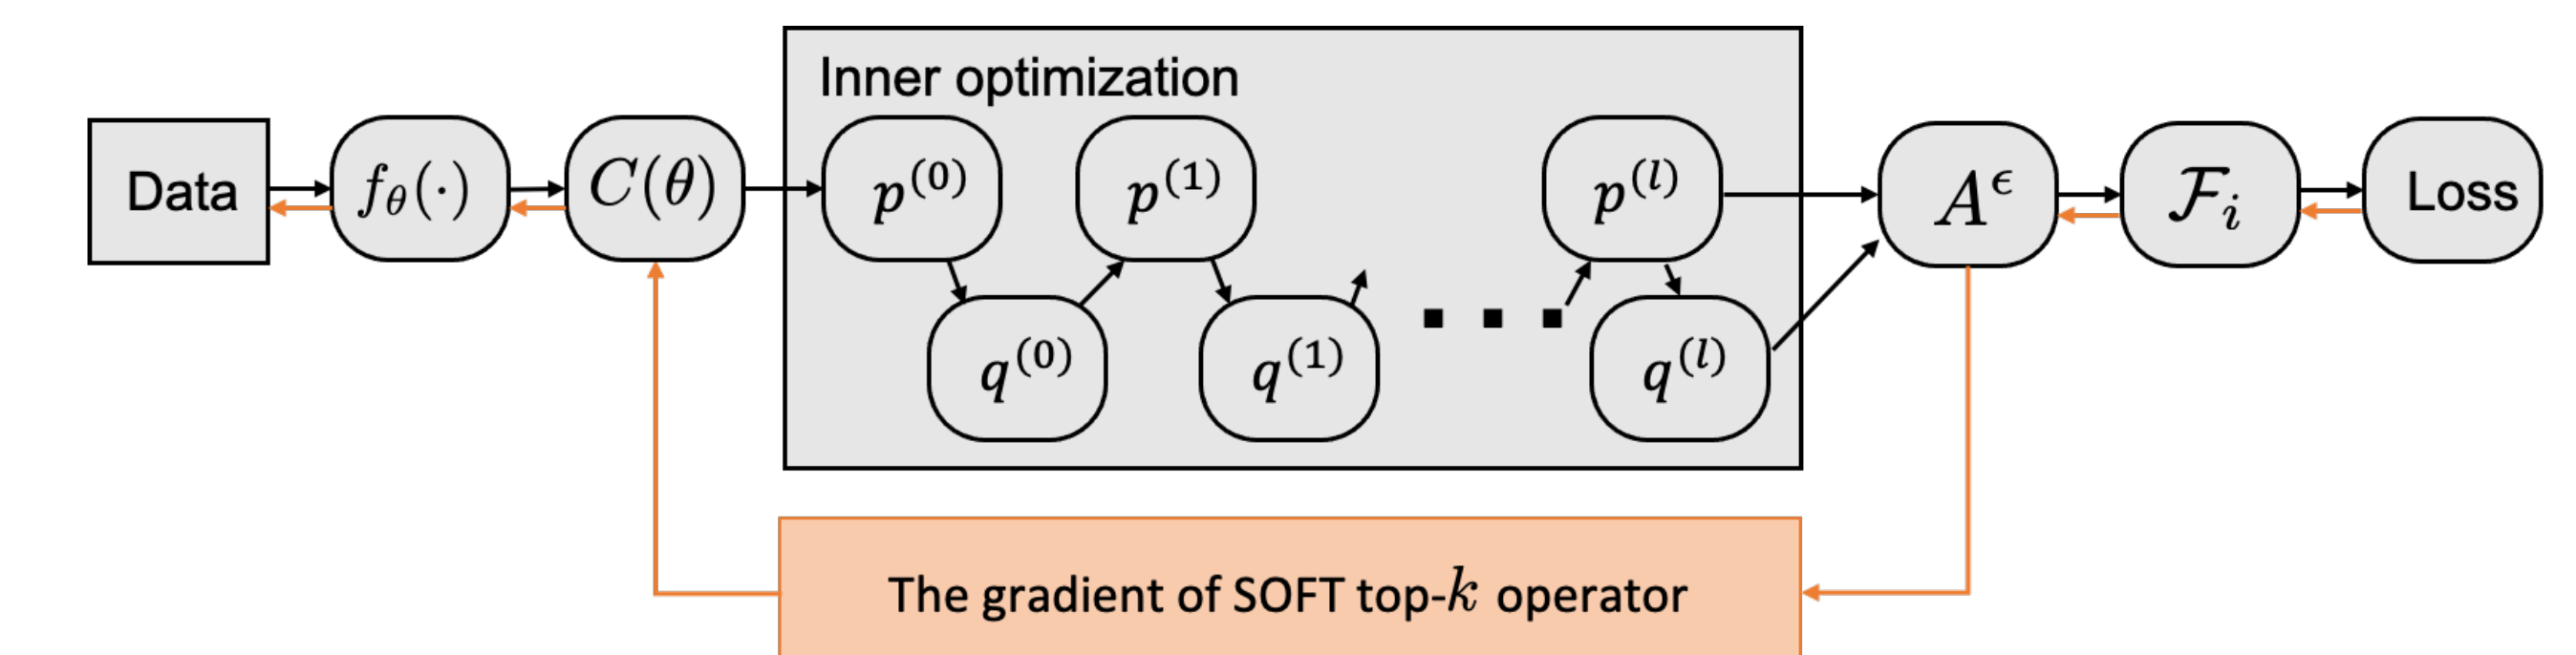 Inner optimization
Data
f_θ(·)
C(θ)
p^(0)
p^(1)
p^(l)
A^ϵ
ℱ_i
Loss
q^(0)
q^(1)
. . .
q^(l)
The gradient of SOFT top-k operator